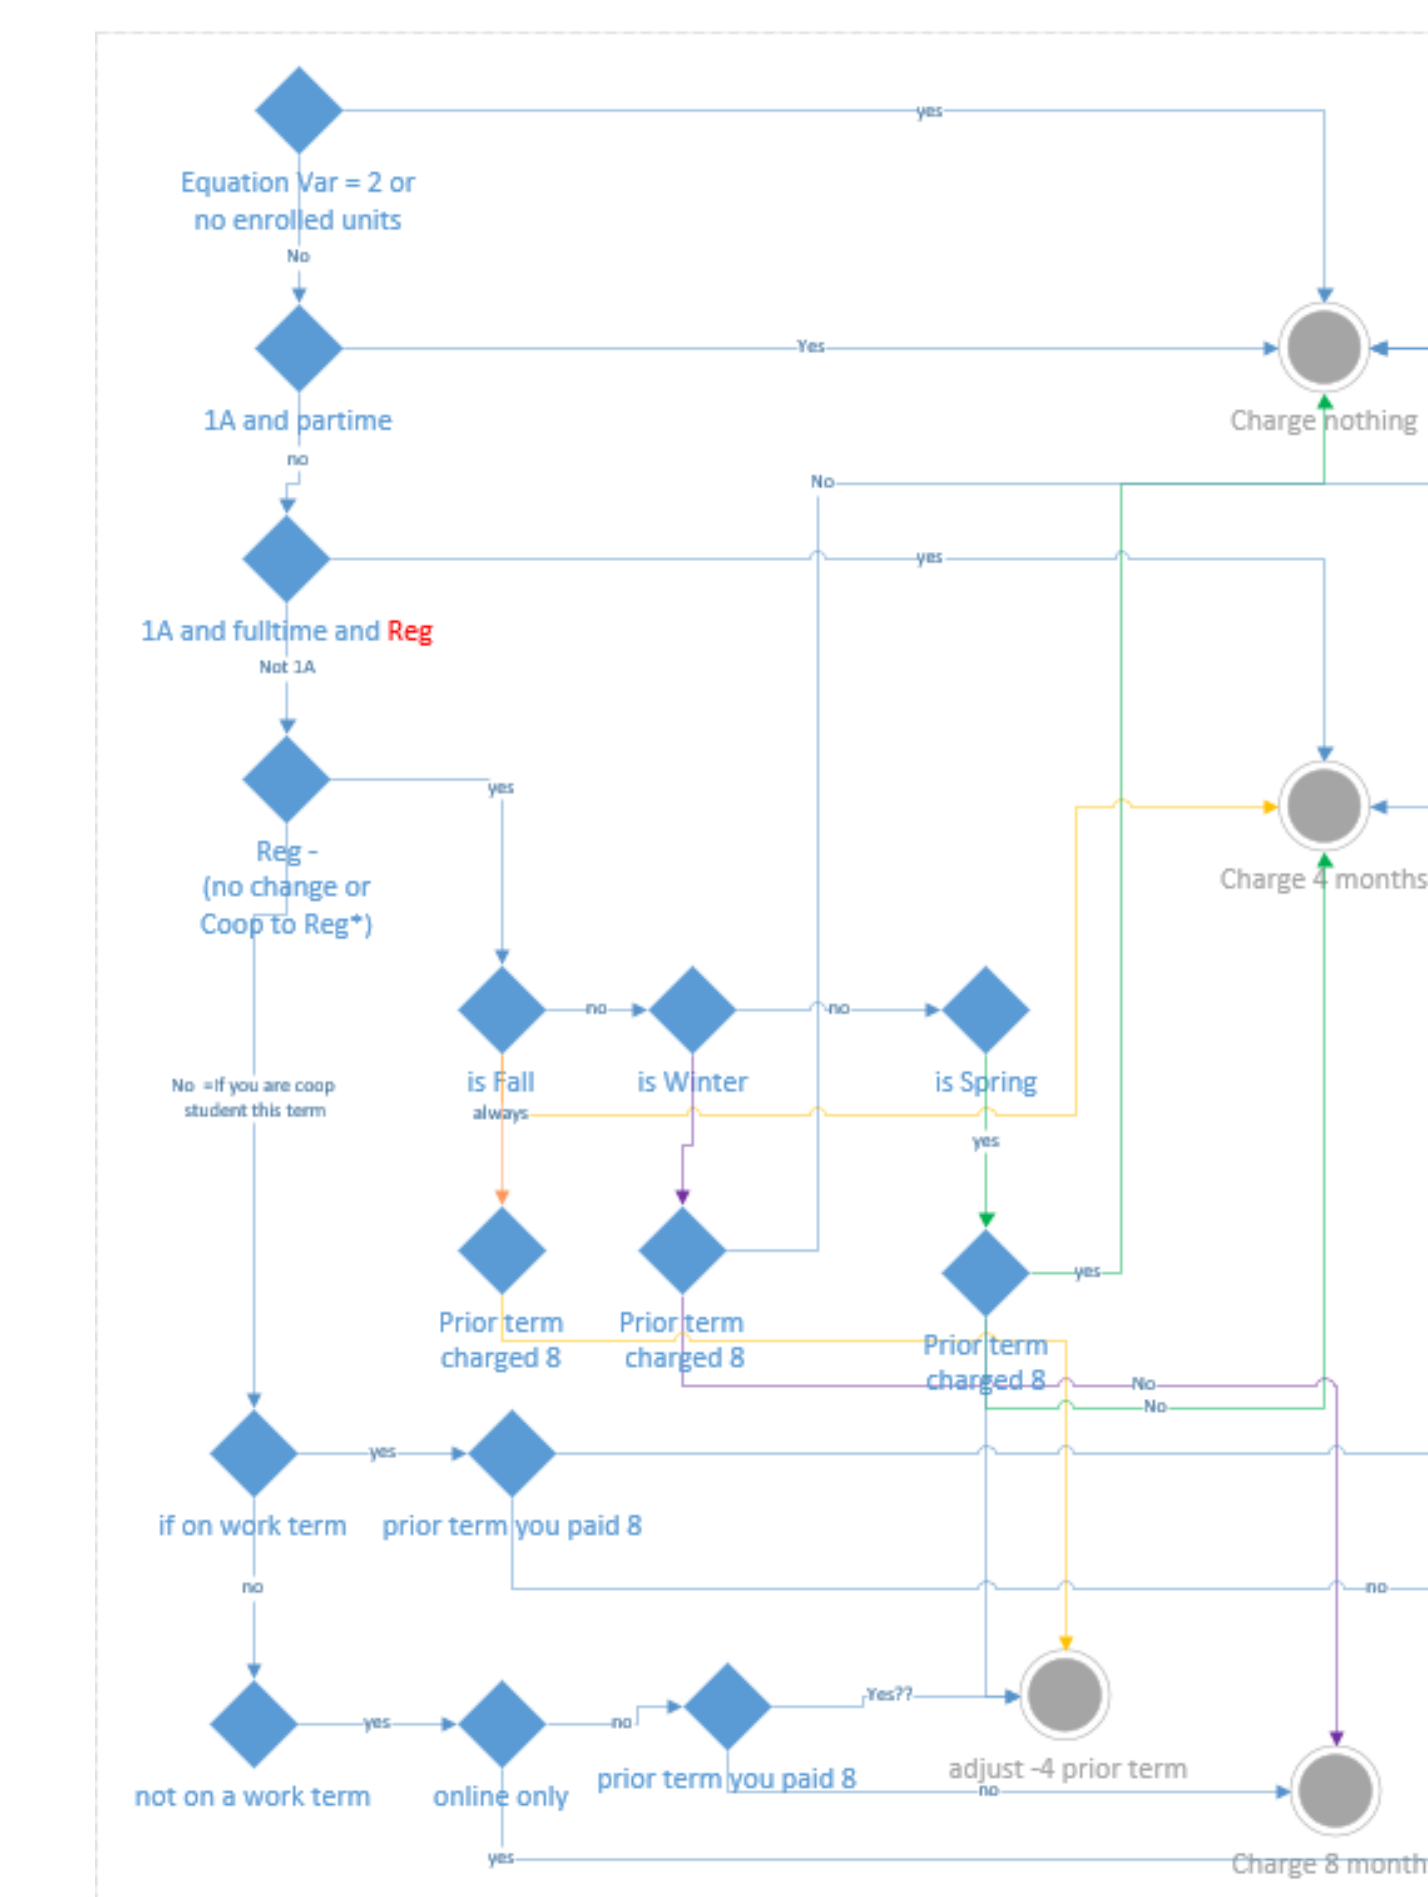 yes
Equation Var = 2 or
no enrolled units
No
Yes
1A and partime
Charge nothing
no
No
yes
1A and fulltime and Reg
Not 1A
yes
Reg -
(no change or
Coop to Reg*)
Charge 4 months
no
no
No =If you are coop
student this term
is Fall
is Winter
is Spring
always
yes
yes
Prior term
charged 8
Prior term
charged 8
Prior term
charged 8
No
No
yes
if on work term
prior term you paid 8
no
no
Yes??
yes
no
not on a work term
online only
prior term you paid 8
adjust -4 prior term
no
yes
Charge 8 month